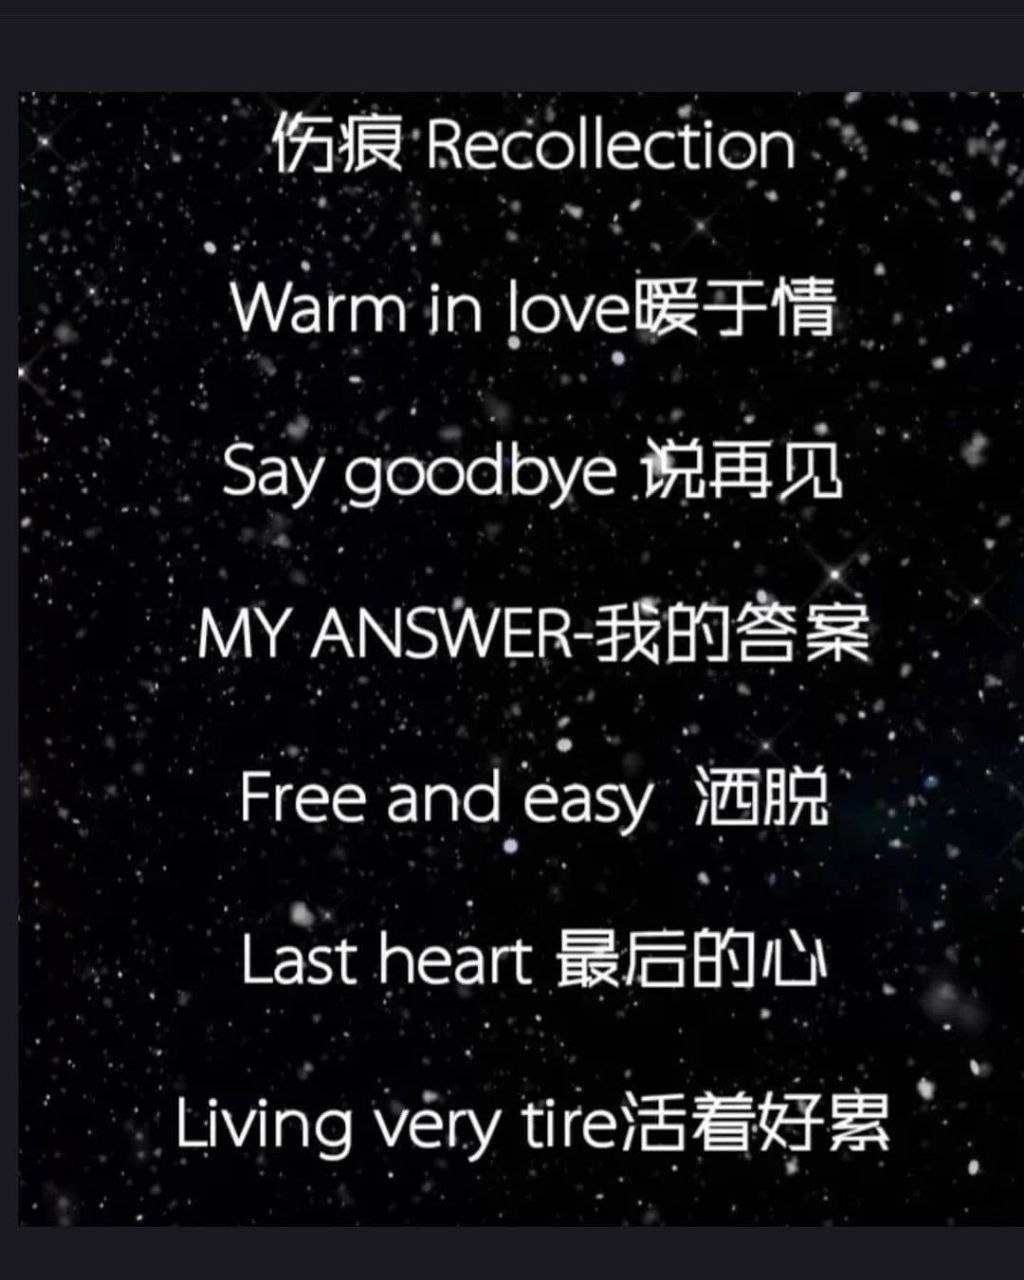 伤痕 Recollection
Warm in love暖于情
Say goodbye 说再见
MY ANSWER-我的答案
Free and easy 洒脱
Last heart 最后的心
Living very tire活着好累